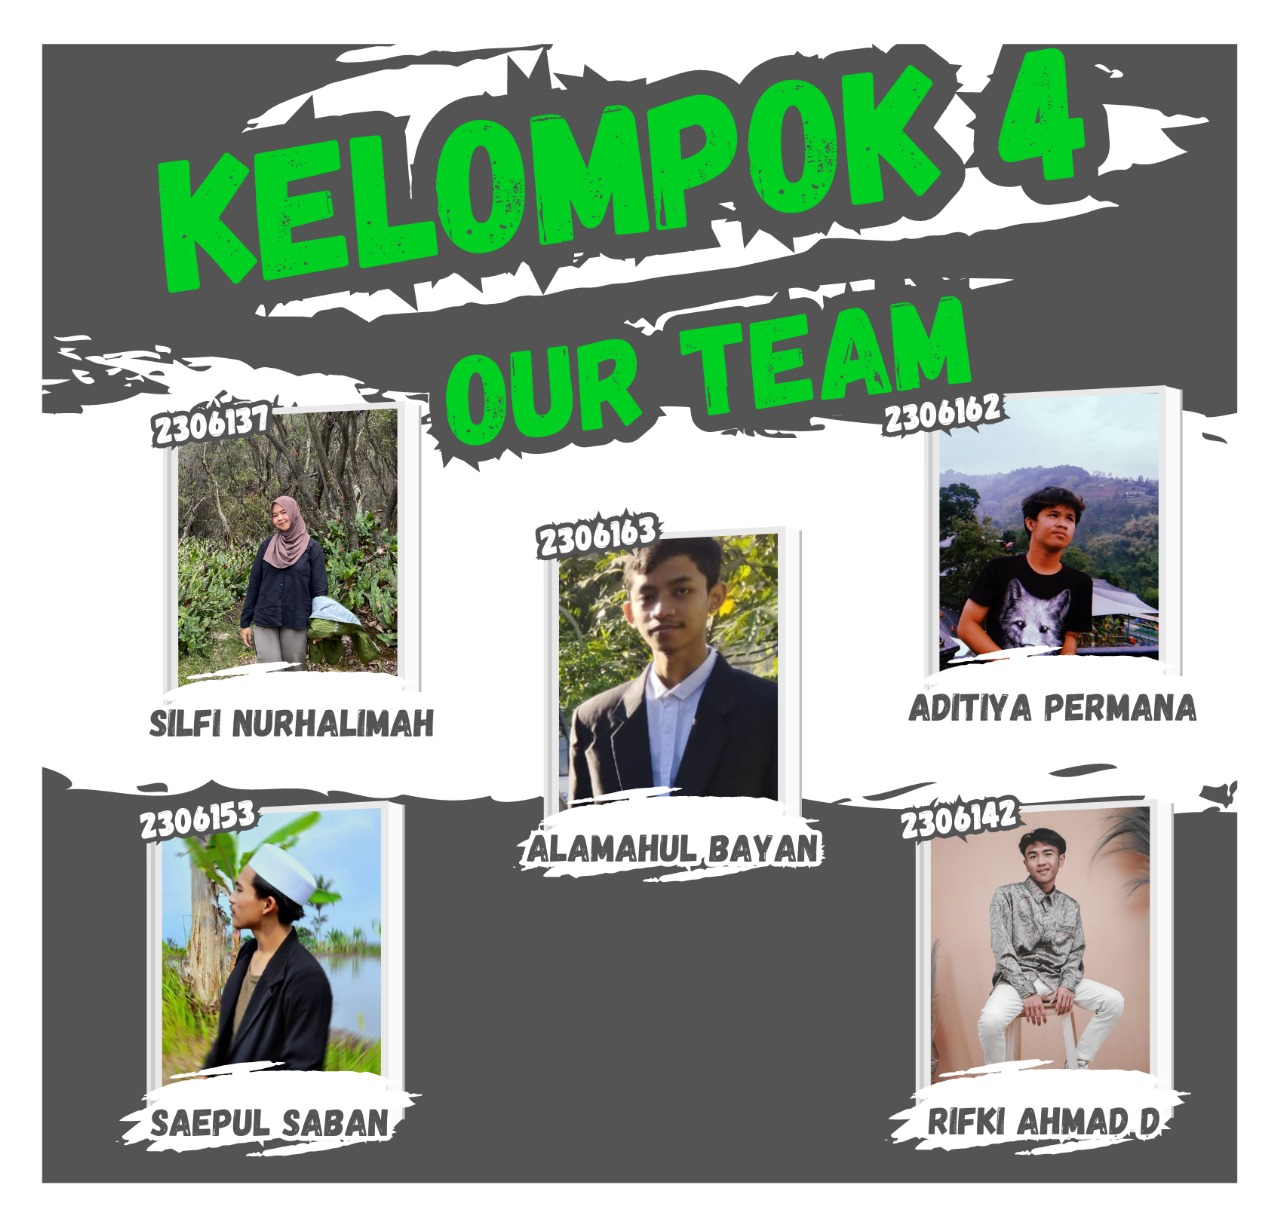 KELOMPOK 4
OUR TEAM
2306137
SILFI NURHALIMAH
2306163
ALAMAHUL BAYAN
2306162
ADITIYA PERMANA
2306153
SAEPUL SABAN
2306142
RIFKI AHMAD D